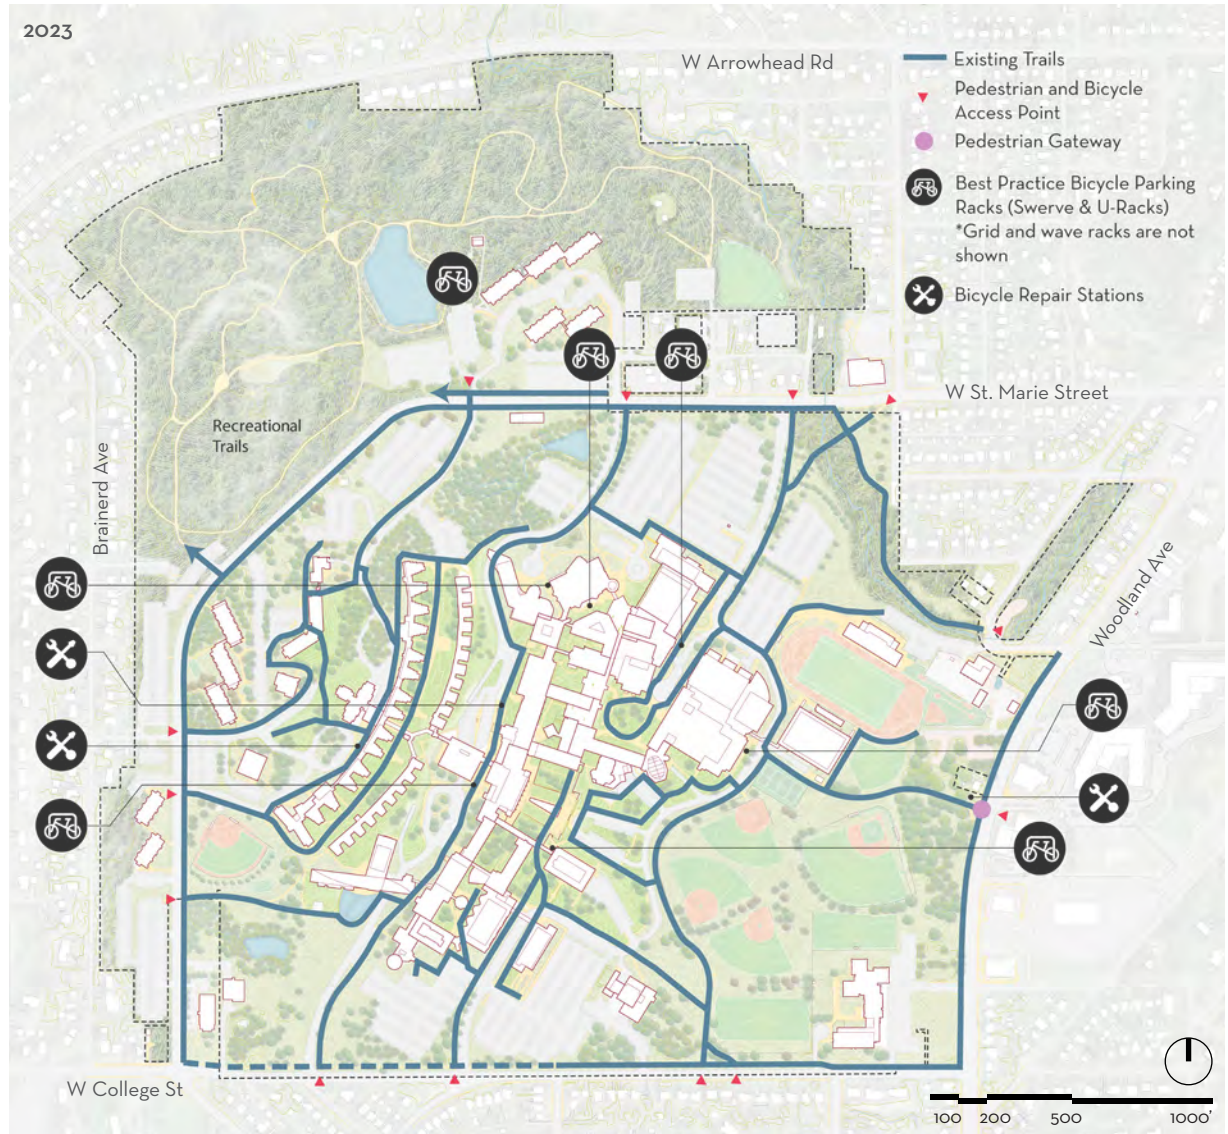 2023
W Arrowhead Rd
Existing Trails
Pedestrian and Bicycle
Access Point
Pedestrian Gateway
Best Practice Bicycle Parking
Racks (Swerve & U-Racks)
*Grid and wave racks are not
shown
Bicycle Repair Stations
W St. Marie Street
Recreational
Trails
Brainerd Ave
Woodland Ave
W College St
100 200 500 1000'